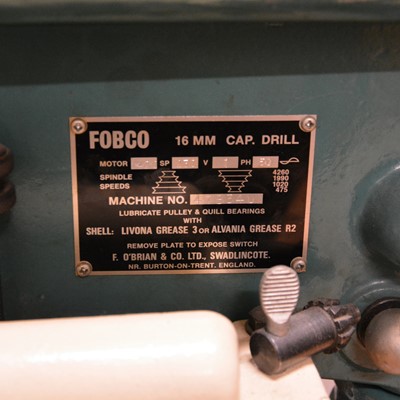 FOBCO 16 MM CAP. DRILL
MOTOR SP V PH 50
SPINDLE SPEEDS 4260 1990 1020 475
MACHINE NO.
LUBRICATE PULLEY & QUILL BEARINGS
WITH
SHELL: LIVONA GREASE 3 OR ALVANIA GREASE R2
REMOVE PLATE TO EXPOSE SWITCH
F. O'BRIAN & CO. LTD., SWADLINCOTE.
NR. BURTON-ON-TRENT, ENGLAND.